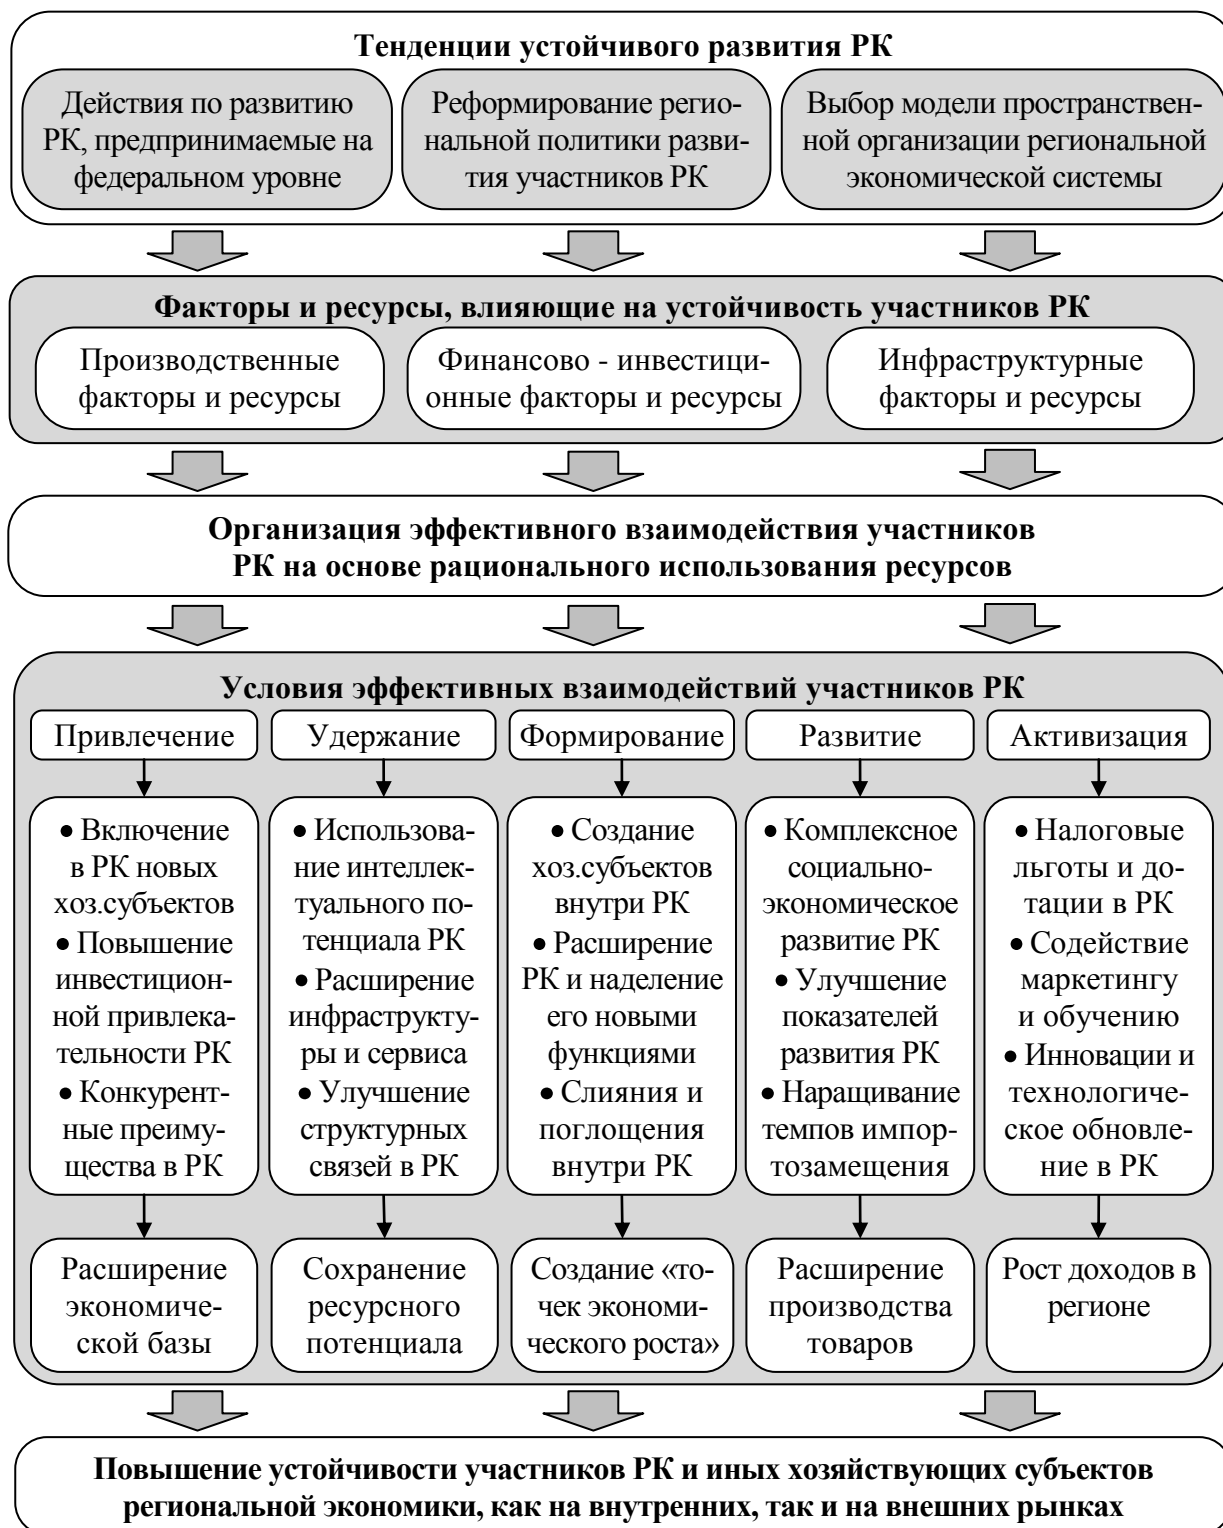 Тенденции устойчивого развития РК
Действия по развитию
РК, предпринимаемые на
федеральном уровне
Реформирование регио-
нальной политики разви-
тия участников РК
Выбор модели пространствен-
ной организации региональной
экономической системы
Факторы и ресурсы, влияющие на устойчивость участников РК
Производственные
факторы и ресурсы
Финансово - инвестици-
онные факторы и ресурсы
Инфраструктурные
факторы и ресурсы
Организация эффективного взаимодействия участников
РК на основе рационального использования ресурсов
Условия эффективных взаимодействий участников РК
Привлечение
Удержание
Формирование
Развитие
Активизация
• Включение
в РК новых
хоз.субъектов
• Повышение
инвестицион-
ной привлека-
тельности РК
• Конкурент-
ные преиму-
щества в РК
• Использова-
ние интеллек-
туального по-
тенциала РК
• Расширение
инфраструкту-
ры и сервиса
• Улучшение
структурных
связей в РК
• Создание
хоз.субъектов
внутри РК
• Расширение
РК и наделение
его новыми
функциями
• Слияния и
поглощения
внутри РК
• Комплексное
социально-
экономическое
развитие РК
• Улучшение
показателей
развития РК
• Наращивание
темпов импор-
тозамещения
• Налоговые
льготы и до-
тации в РК
• Содействие
маркетингу
и обучению
• Инновации и
технологиче-
ское обновле-
ние в РК
Расширение
экономиче-
ской базы
Сохранение
ресурсного
потенциала
Создание «то-
чек экономи-
ческого роста»
Расширение
производства
товаров
Рост доходов в
регионе
Повышение устойчивости участников РК и иных хозяйствующих субъектов
региональной экономики, как на внутренних, так и на внешних рынках